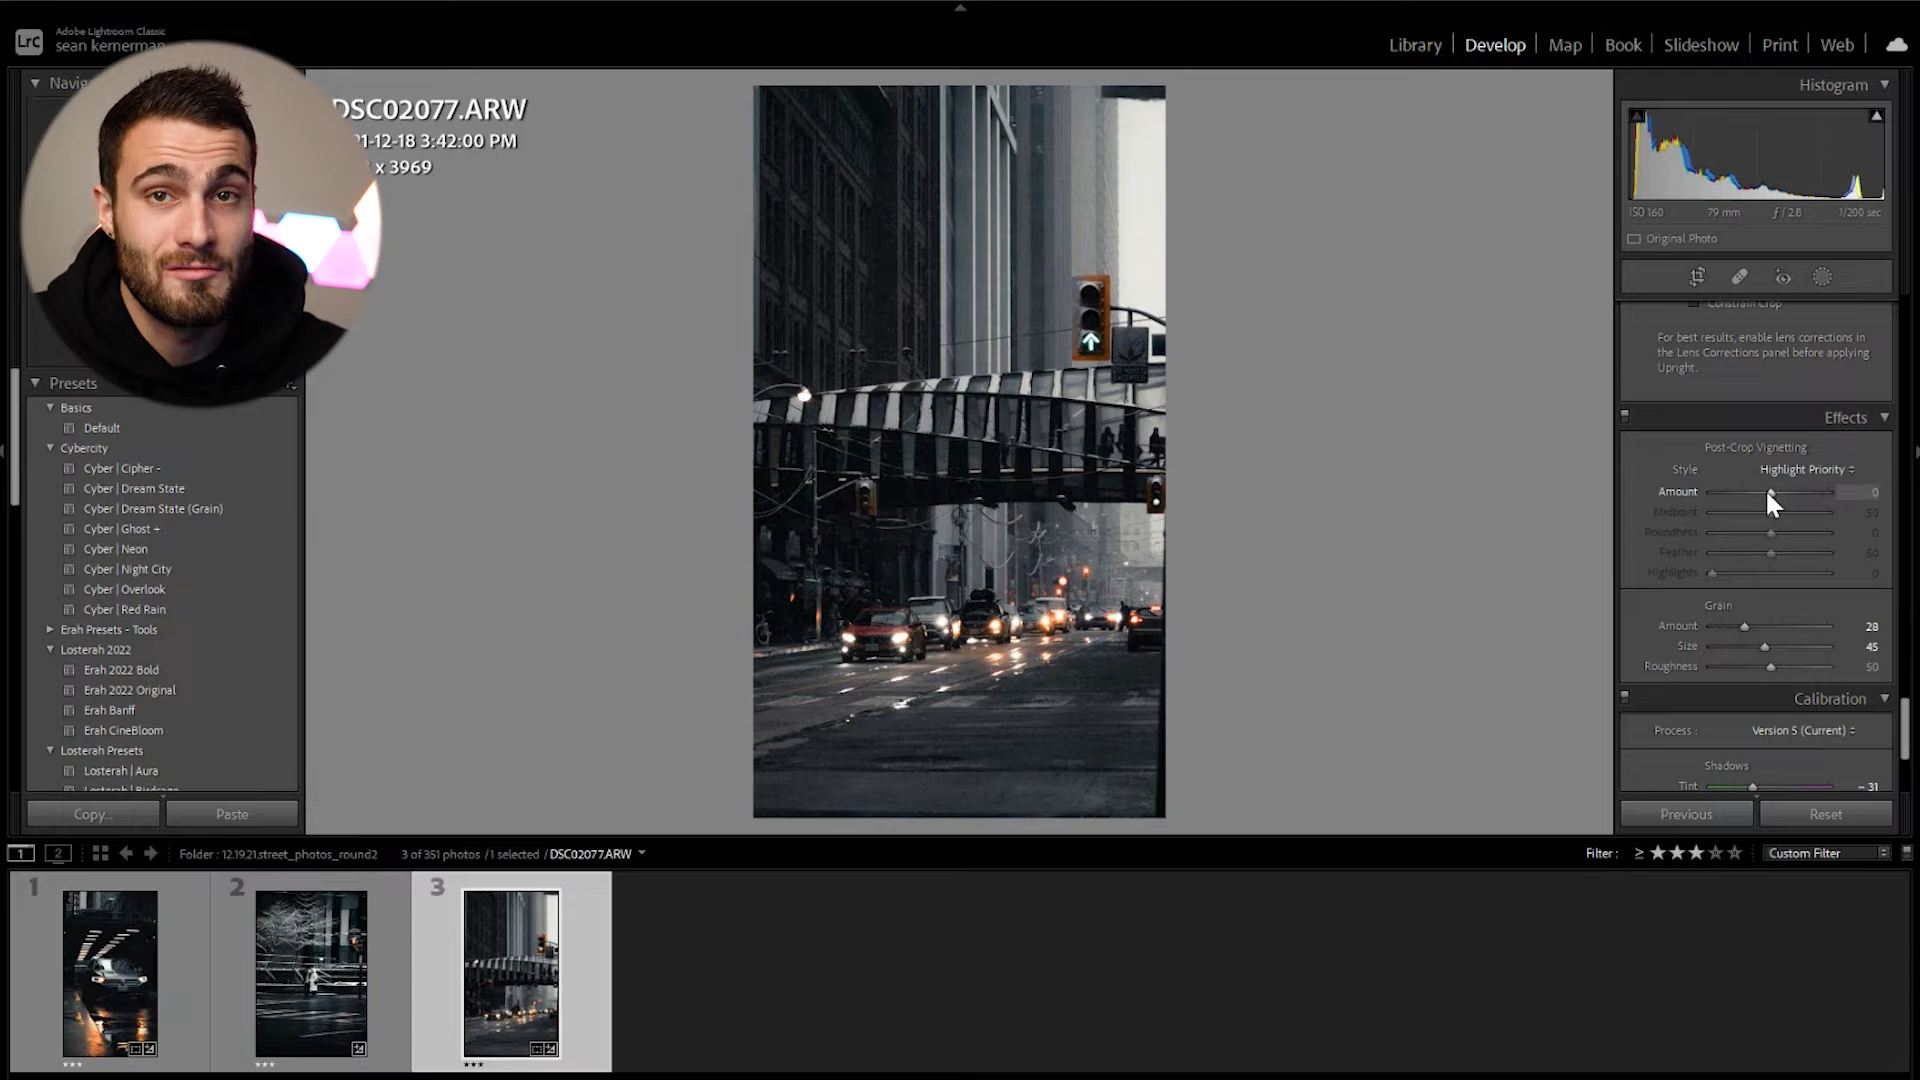 Lrc
Adobe Lightroom Classic
sean kernerman
Library
Develop
Map
Book
Slideshow
Print
Web
DSC02077.ARW
1-12-18 3:42:00 PM
x 3969
Presets
Basics
Default
Cybercity
Cyber | Cipher -
Cyber | Dream State
Cyber | Dream State (Grain)
Cyber | Ghost +
Cyber | Neon
Cyber | Night City
Cyber | Overlook
Cyber | Red Rain
Erah Presets - Tools
Losterah 2022
Erah 2022 Bold
Erah 2022 Original
Erah Banff
Erah CineBloom
Losterah Presets
Losterah | Aura
Copy...
Paste
Histogram
ISO 160 79 mm ƒ / 2.8 1/200 sec
Original Photo
Constrain Crop
For best results, enable lens corrections in
the Lens Corrections panel before applying
Upright.
Effects
Post-Crop Vignetting
Style Highlight Priority
Amount 0
Midpoint 50
Roundness 0
Feather 50
Highlights 0
Grain
Amount 28
Size 45
Roughness 50
Calibration
Process : Version 5 (Current)
Shadows
Tint - 31
Previous
Reset
1
2
Folder : 12.19.21.street_photos_round2 3 of 351 photos / 1 selected / DSC02077.ARW
Filter : ≥ ★★★☆☆ Custom Filter
1
2
3